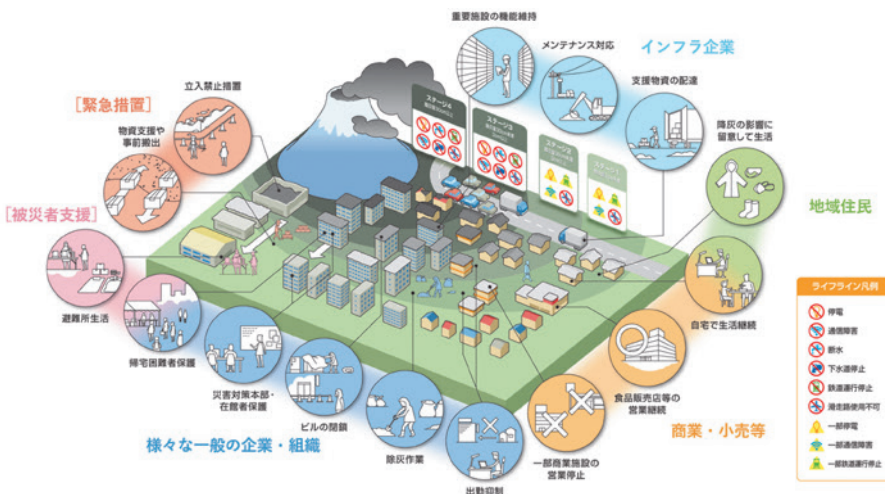 重要施設の機能維持
メンテナンス対応
インフラ企業
支援物資の配達
[緊急措置]
立入禁止措置
物資支援や
事前搬出
降灰の影響に
留意して生活
ステージ4
ステージ3
ステージ2
[被災者支援]
地域住民
避難所生活
帰宅困難者保護
災害対策本部・
在館者保護
ビルの閉鎖
除灰作業
出勤抑制
様々な一般の企業・組織
一部商業施設の
営業停止
食品販売店等の
営業継続
商業・小売等
自宅で生活継続
ライフライン凡例
停電
通信障害
断水
下水道停止
鉄道運行停止
滑走路使用不可
一部停電
一部通信障害
一部鉄道運行停止